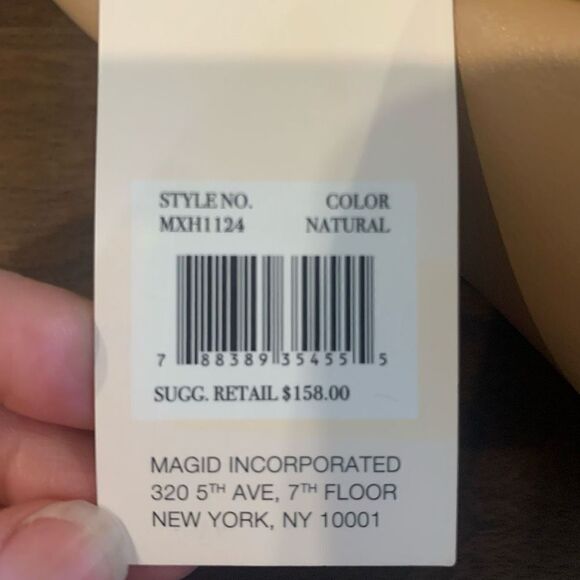 STYLE NO. COLOR
MXH1124 NATURAL
7 88389 35455 5
SUGG. RETAIL $158.00
MAGID INCORPORATED
320 5TH AVE, 7TH FLOOR
NEW YORK, NY 10001